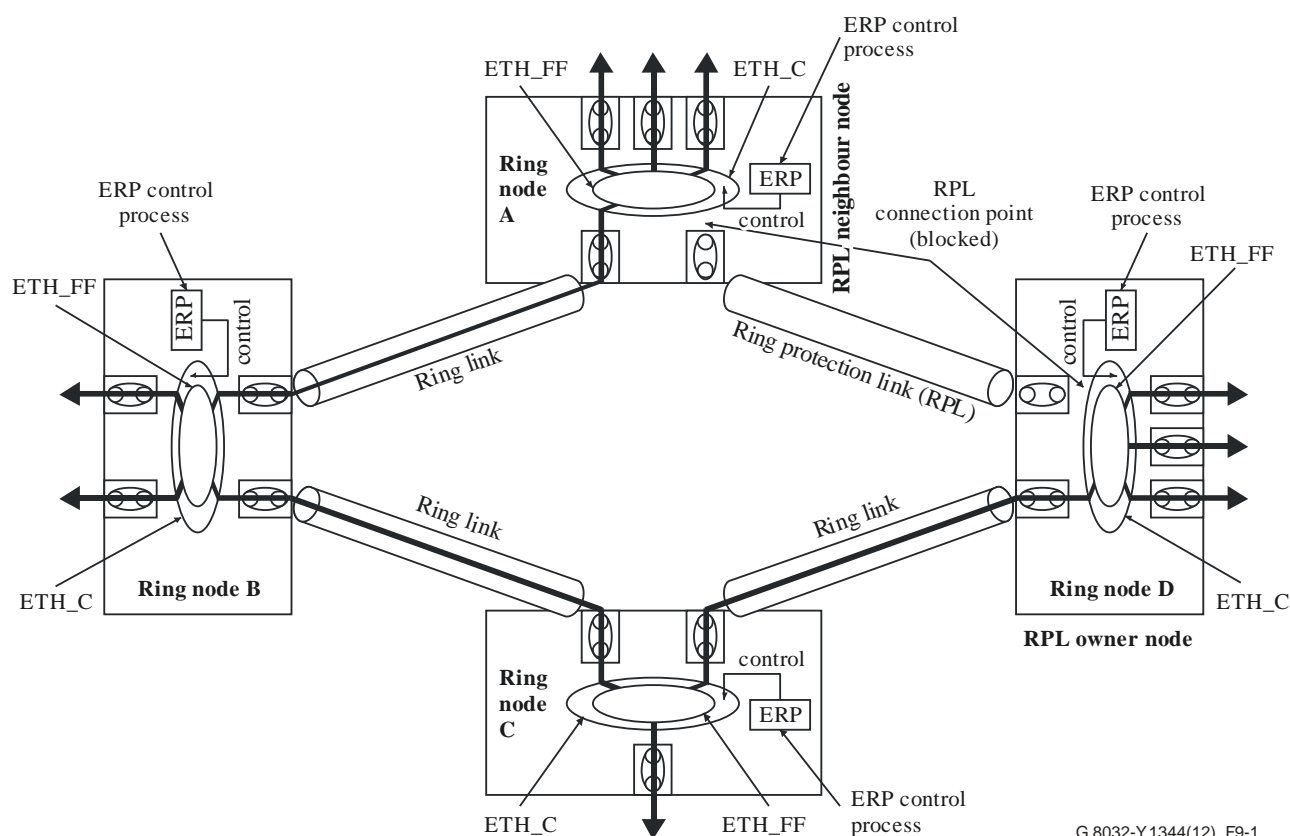 ERP control
process
ETH_FF
ETH_C
RPL neighbour node
Ring
node
A
ERP
control
ERP control
process
RPL
connection point
(blocked)
ERP control
process
ETH_FF
ETH_FF
ERP
control
Ring link
Ring protection link (RPL)
control
ERP
Ring link
Ring link
Ring node B
ETH_C
Ring node D
ETH_C
RPL owner node
Ring
node
C
control
ERP
ETH_C
ETH_FF
ERP control
process
G.8032-Y.1344(12)_F9-1